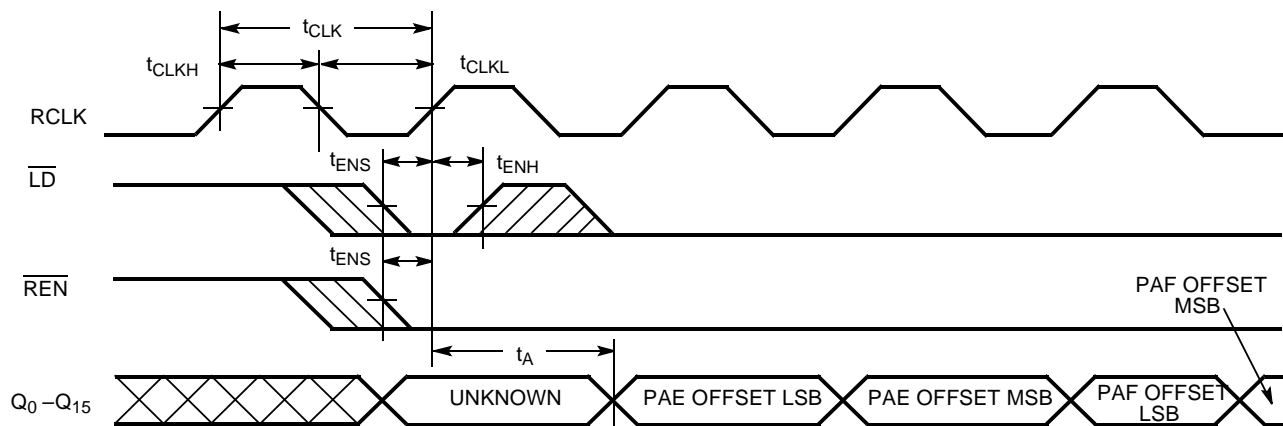 tCLK
tCLKH
tCLKL
RCLK
tENS
tENH
LD
tENS
REN
PAF OFFSET
MSB
tA
Q0 – Q15
UNKNOWN
PAE OFFSET LSB
PAE OFFSET MSB
PAF OFFSET
LSB